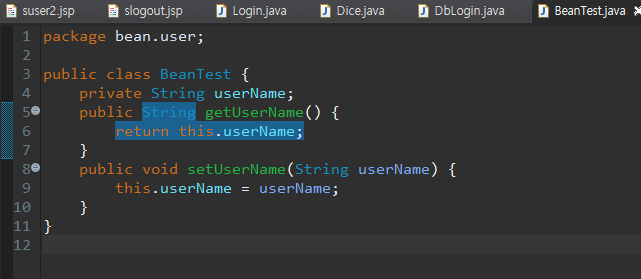 suser2.jsp slogout.jsp Login.java Dice.java DbLogin.java BeanTest.java
1 package bean.user;
2
3 public class BeanTest {
4 private String userName;
5 public String getUserName() {
6 return this.userName;
7 }
8 public void setUserName(String userName) {
9 this.userName = userName;
10 }
11 }
12